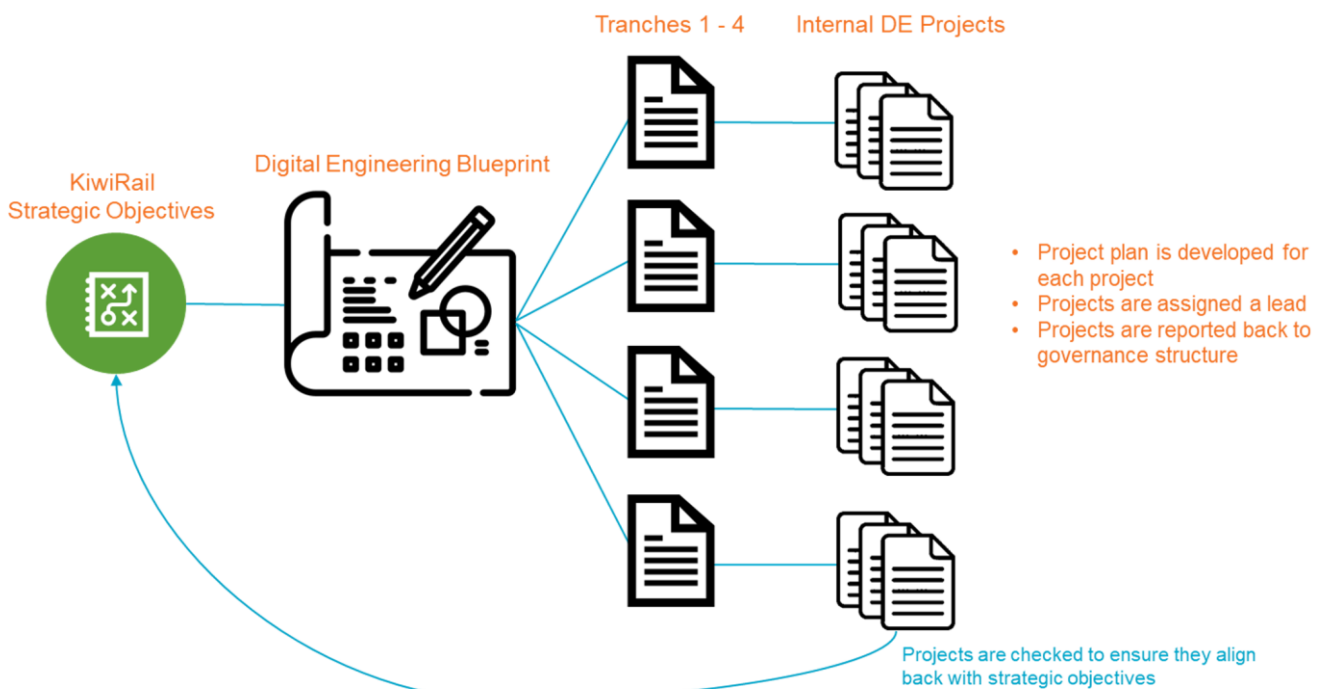 Tranches 1 - 4
Internal DE Projects
Digital Engineering Blueprint
KiwiRail
Strategic Objectives
• Project plan is developed for
each project
• Projects are assigned a lead
• Projects are reported back to
governance structure
Projects are checked to ensure they align
back with strategic objectives